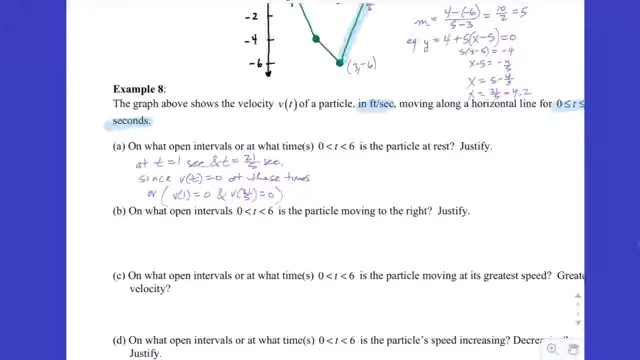 -2
-4
-6
(3,-6)
m = 4-(-6)/5-3 = 10/2 = 5
eq y = 4 + 5(x-5) = 0
5(x-5) = -4
x-5 = -4/5
x = 5 - 4/5
x = 21/5 = 4.2
Example 8:
The graph above shows the velocity v(t) of a particle, in ft/sec, moving along a horizontal line for 0 ≤ t ≤
seconds.
(a) On what open intervals or at what time(s) 0 < t < 6 is the particle at rest? Justify.
at t=1 sec & t= 21/5 sec.
since v(t)=0 at these times
or (v(1)=0 & v(21/5)=0)
(b) On what open intervals 0 < t < 6 is the particle moving to the right? Justify.
(c) On what open intervals or at what time(s) 0 < t < 6 is the particle moving at its greatest speed? Greate
velocity?
(d) On what open intervals or at what time(s) 0 < t < 6 is the particle's speed increasing? Decreasing?
Justify.